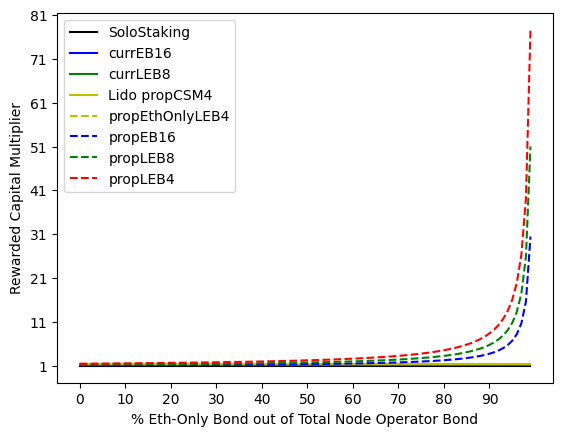 81
71
61
51
41
31
21
11
1
Rewarded Capital Multiplier
SoloStaking
currEB16
currLEB8
Lido propCSM4
propEthOnlyLEB4
propEB16
propLEB8
propLEB4
0 10 20 30 40 50 60 70 80 90
% Eth-Only Bond out of Total Node Operator Bond